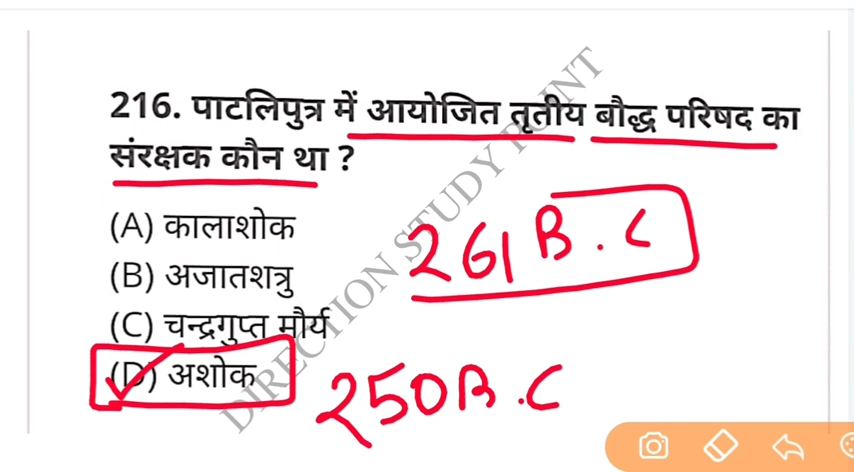 216. पाटलिपुत्र में आयोजित तृतीय बौद्ध परिषद का
संरक्षक कौन था ?
(A) कालाशोक
(B) अजातशत्रु
(C) चन्द्रगुप्त मौर्य
(D) अशोक
261 B.C
250 B.C
DIRECTION STUDY POINT